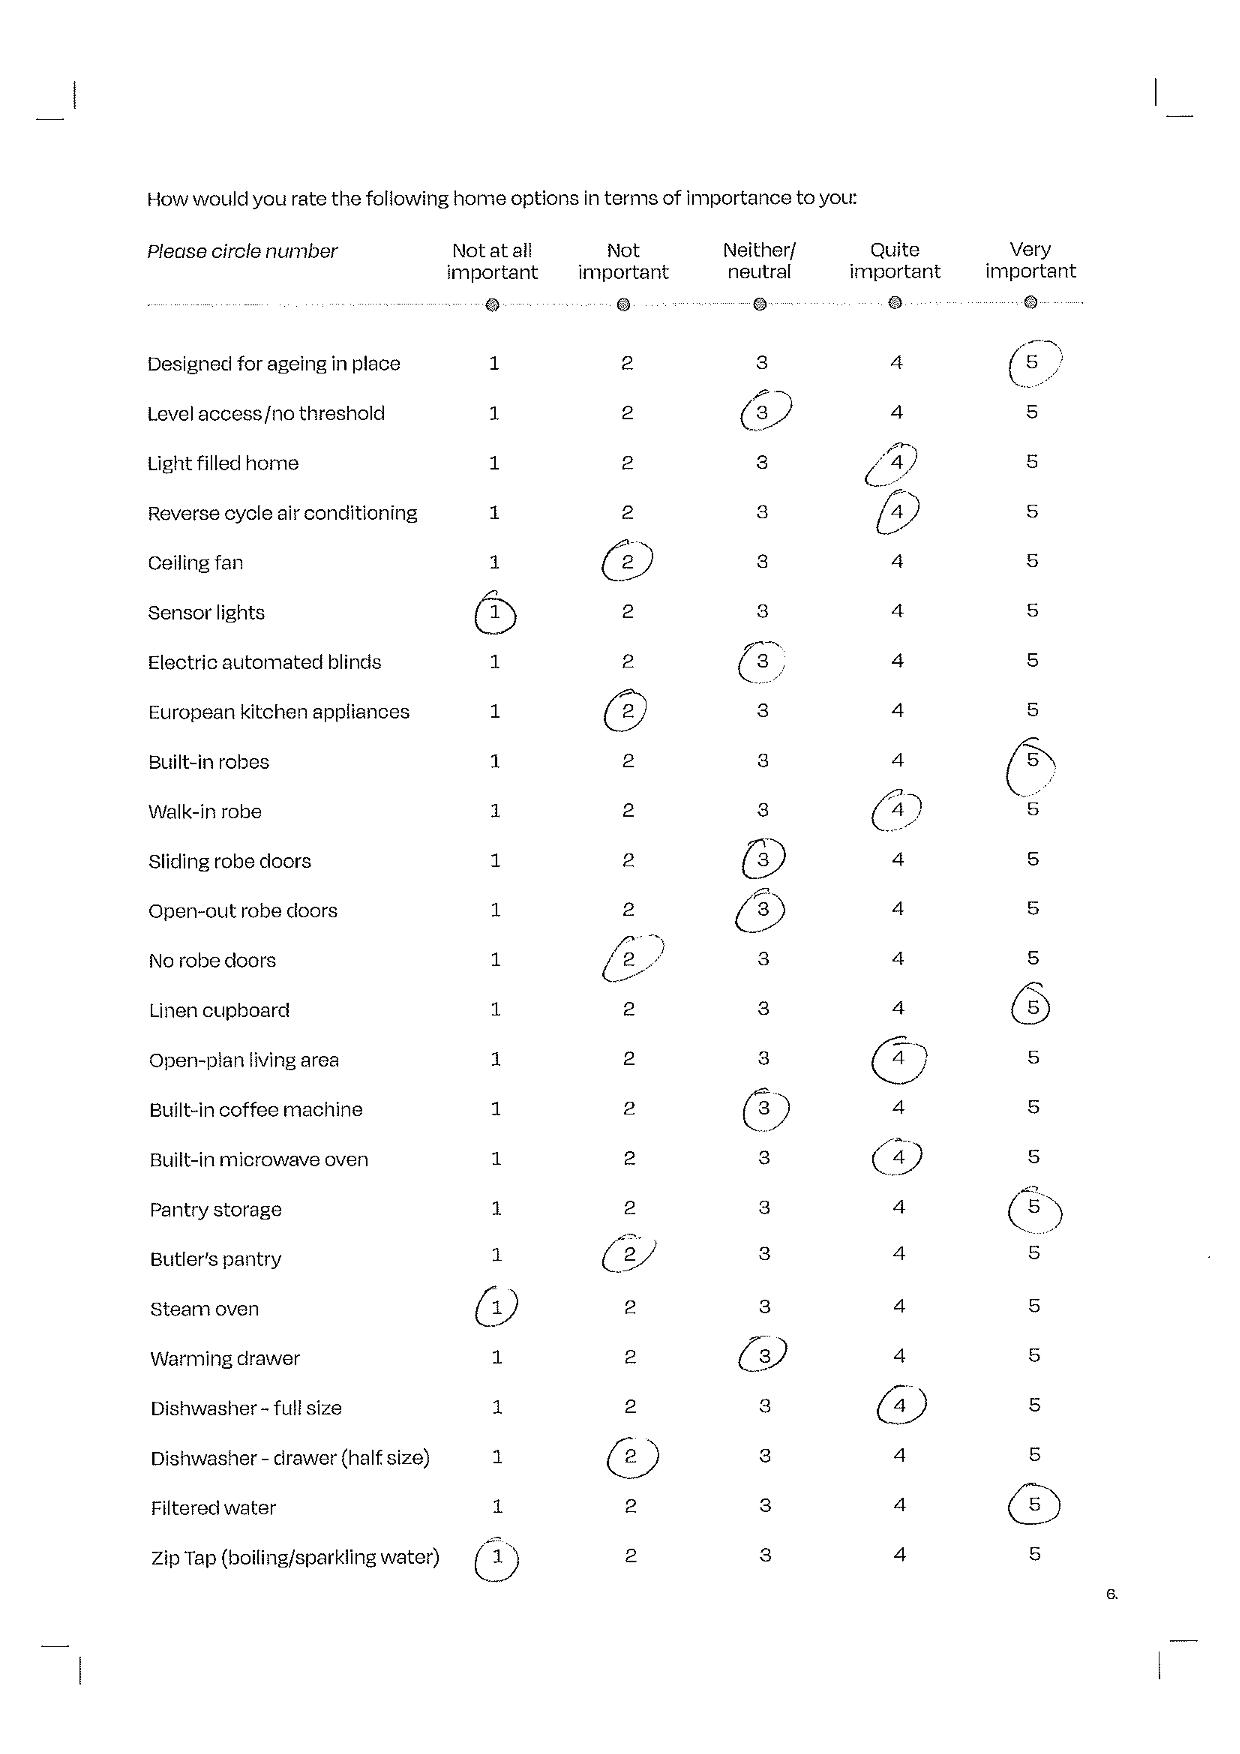 How would you rate the following home options in terms of importance to you:
Please circle number Not at all important Not important Neither/ neutral Quite important Very important
Designed for ageing in place 1 2 3 4 5
Level access/no threshold 1 2 3 4 5
Light filled home 1 2 3 4 5
Reverse cycle air conditioning 1 2 3 4 5
Ceiling fan 1 2 3 4 5
Sensor lights 1 2 3 4 5
Electric automated blinds 1 2 3 4 5
European kitchen appliances 1 2 3 4 5
Built-in robes 1 2 3 4 5
Walk-in robe 1 2 3 4 5
Sliding robe doors 1 2 3 4 5
Open-out robe doors 1 2 3 4 5
No robe doors 1 2 3 4 5
Linen cupboard 1 2 3 4 5
Open-plan living area 1 2 3 4 5
Built-in coffee machine 1 2 3 4 5
Built-in microwave oven 1 2 3 4 5
Pantry storage 1 2 3 4 5
Butler's pantry 1 2 3 4 5
Steam oven 1 2 3 4 5
Warming drawer 1 2 3 4 5
Dishwasher - full size 1 2 3 4 5
Dishwasher - drawer (half size) 1 2 3 4 5
Filtered water 1 2 3 4 5
Zip Tap (boiling/sparkling water) 1 2 3 4 5
6.